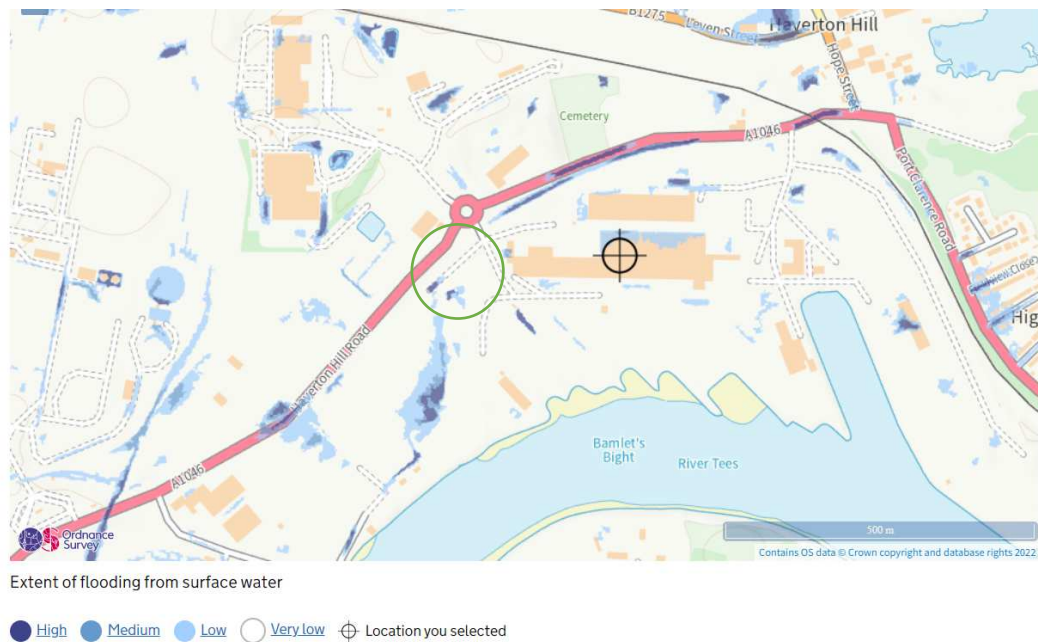 B1275
Leven Street
Haverton Hill
Hope Street
Cemetery
A1046
Port Clarence Road
Haverton Hill Road
Hig
Bamlet's
Bight
River Tees
A1046
Ordnance
Survey
500 m
Contains OS data © Crown copyright and database rights 2022
Extent of flooding from surface water
High Medium Low Very low Location you selected